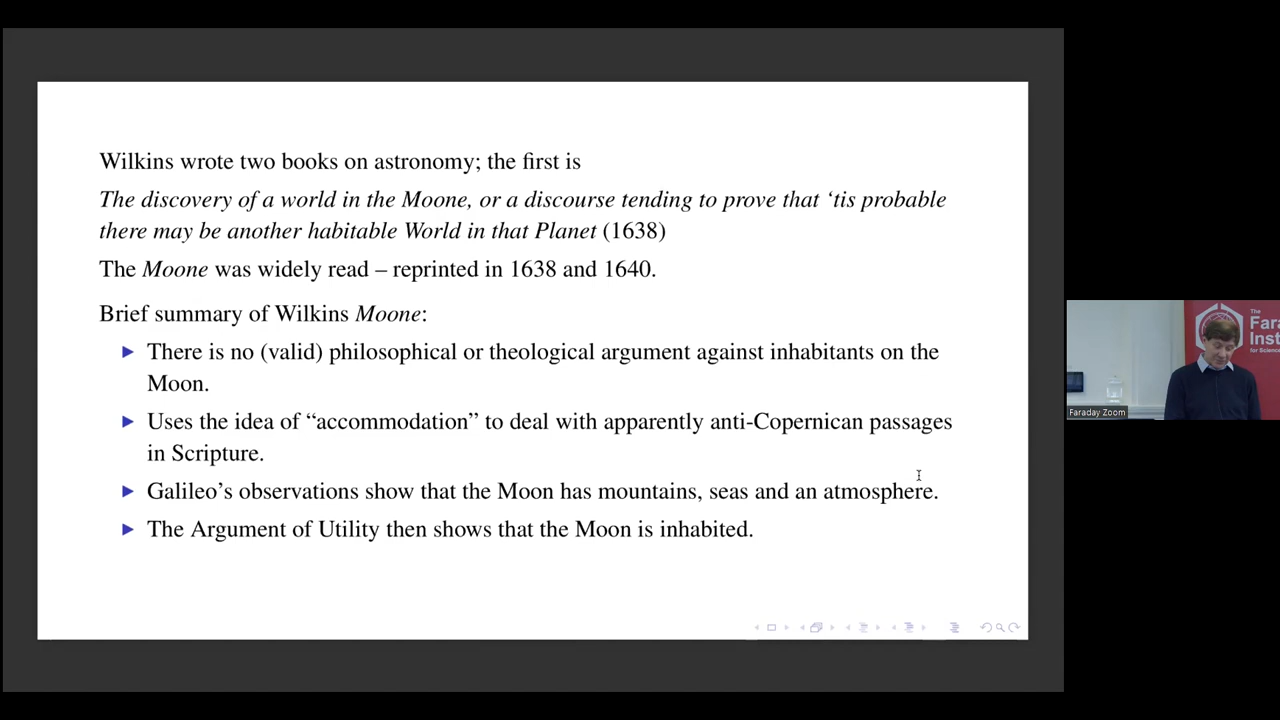 Wilkins wrote two books on astronomy; the first is
The discovery of a world in the Moone, or a discourse tending to prove that ‘tis probable
there may be another habitable World in that Planet (1638)
The Moone was widely read – reprinted in 1638 and 1640.
Brief summary of Wilkins Moone:
There is no (valid) philosophical or theological argument against inhabitants on the
Moon.
Uses the idea of “accommodation” to deal with apparently anti-Copernican passages
in Scripture.
Galileo’s observations show that the Moon has mountains, seas and an atmosphere.
The Argument of Utility then shows that the Moon is inhabited.
The
Fara
Inst
for Science
Faraday Zoom